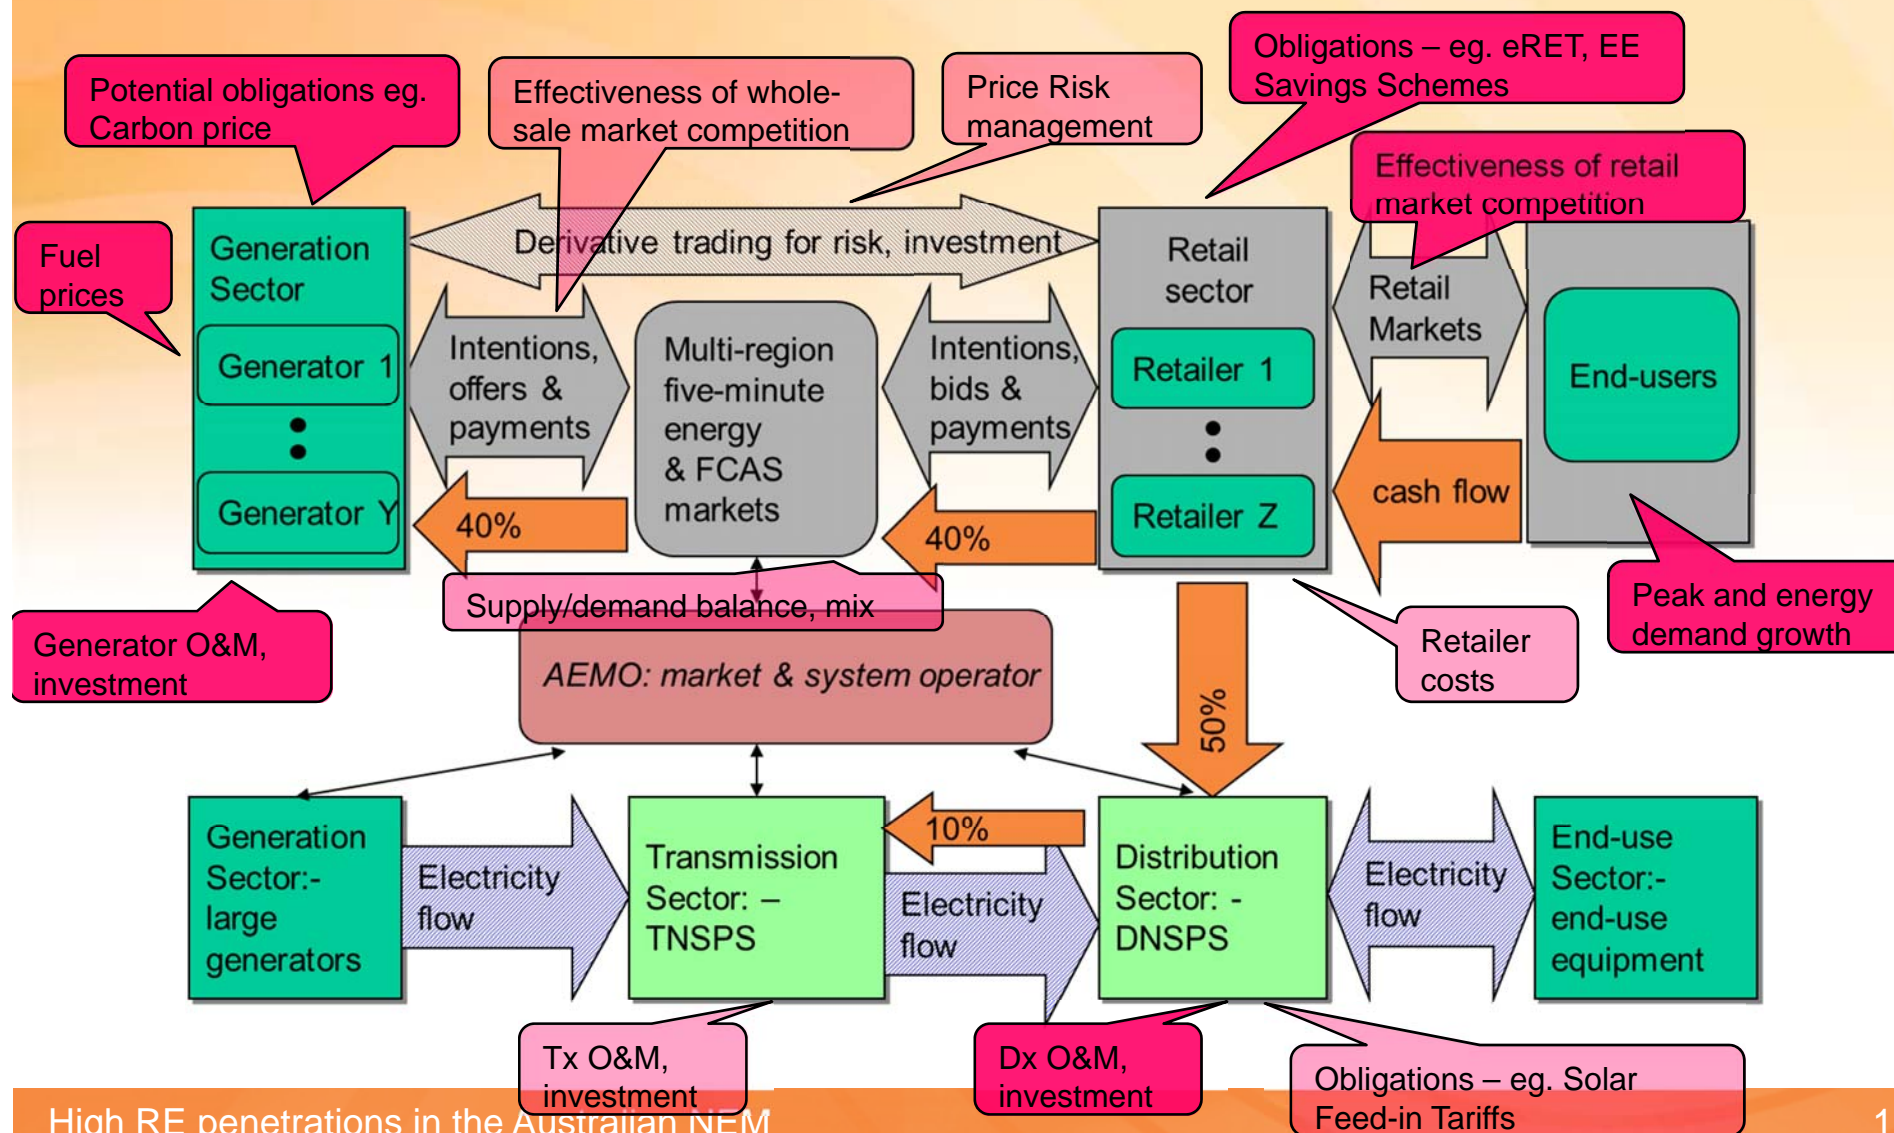 Potential obligations eg.
Carbon price
Effectiveness of whole-
sale market competition
Price Risk
management
Obligations – eg. eRET, EE
Savings Schemes
Effectiveness of retail
market competition
Fuel
prices
Generation
Sector
Generator 1
Generator Y
Derivative trading for risk, investment
Intentions,
offers &
payments
Multi-region
five-minute
energy
& FCAS
markets
Intentions,
bids &
payments
Retail
sector
Retailer 1
Retailer Z
Retail
Markets
End-users
40%
40%
cash flow
Generator O&M,
investment
Supply/demand balance, mix
AEMO: market & system operator
50%
Retailer
costs
Peak and energy
demand growth
Generation
Sector:-
large
generators
Electricity
flow
Transmission
Sector: –
TNSPS
10%
Electricity
flow
Distribution
Sector: -
DNSPS
Electricity
flow
End-use
Sector:-
end-use
equipment
Tx O&M,
investment
Dx O&M,
investment
Obligations – eg. Solar
Feed-in Tariffs
High RE penetrations in the Australian NEM
1